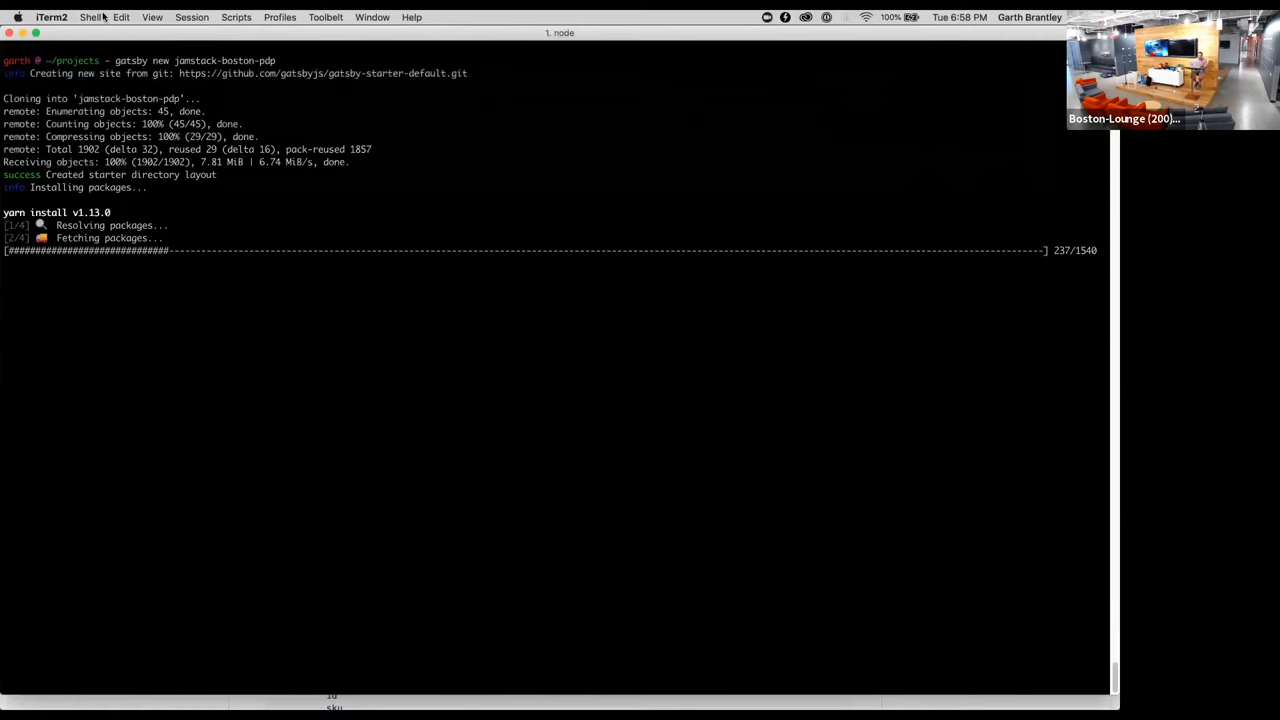 iTerm2 Shell Edit View Session Scripts Profiles Toolbelt Window Help 100% Tue 6:58 PM Garth Brantley
1. node
garth @ ~/projects - gatsby new jamstack-boston-pdp
info Creating new site from git: https://github.com/gatsbyjs/gatsby-starter-default.git
Cloning into 'jamstack-boston-pdp'...
remote: Enumerating objects: 45, done.
remote: Counting objects: 100% (45/45), done.
remote: Compressing objects: 100% (29/29), done.
remote: Total 1902 (delta 32), reused 29 (delta 16), pack-reused 1857
Receiving objects: 100% (1902/1902), 7.81 MiB | 6.74 MiB/s, done.
success Created starter directory layout
info Installing packages...
yarn install v1.13.0
[1/4] 🔍 Resolving packages...
[2/4] 🚚 Fetching packages...
237/1540
Boston-Lounge (200)...
id
sku